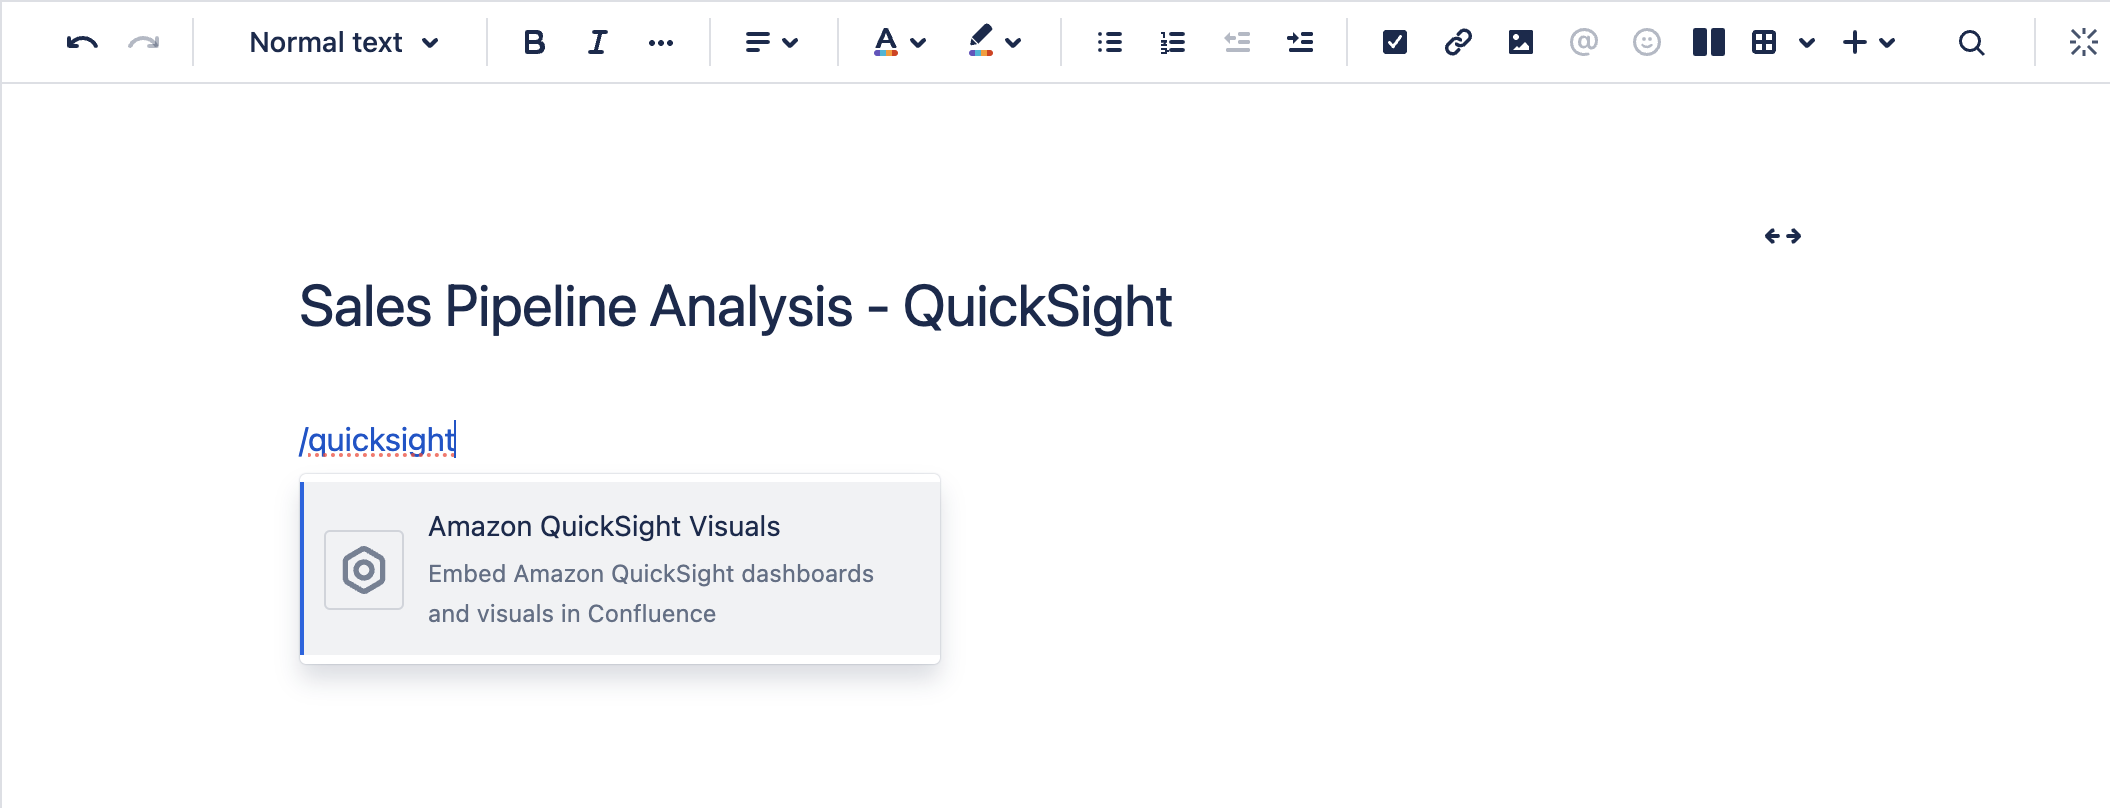 Normal text
Sales Pipeline Analysis - QuickSight
/quicksight
Amazon QuickSight Visuals
Embed Amazon QuickSight dashboards
and visuals in Confluence